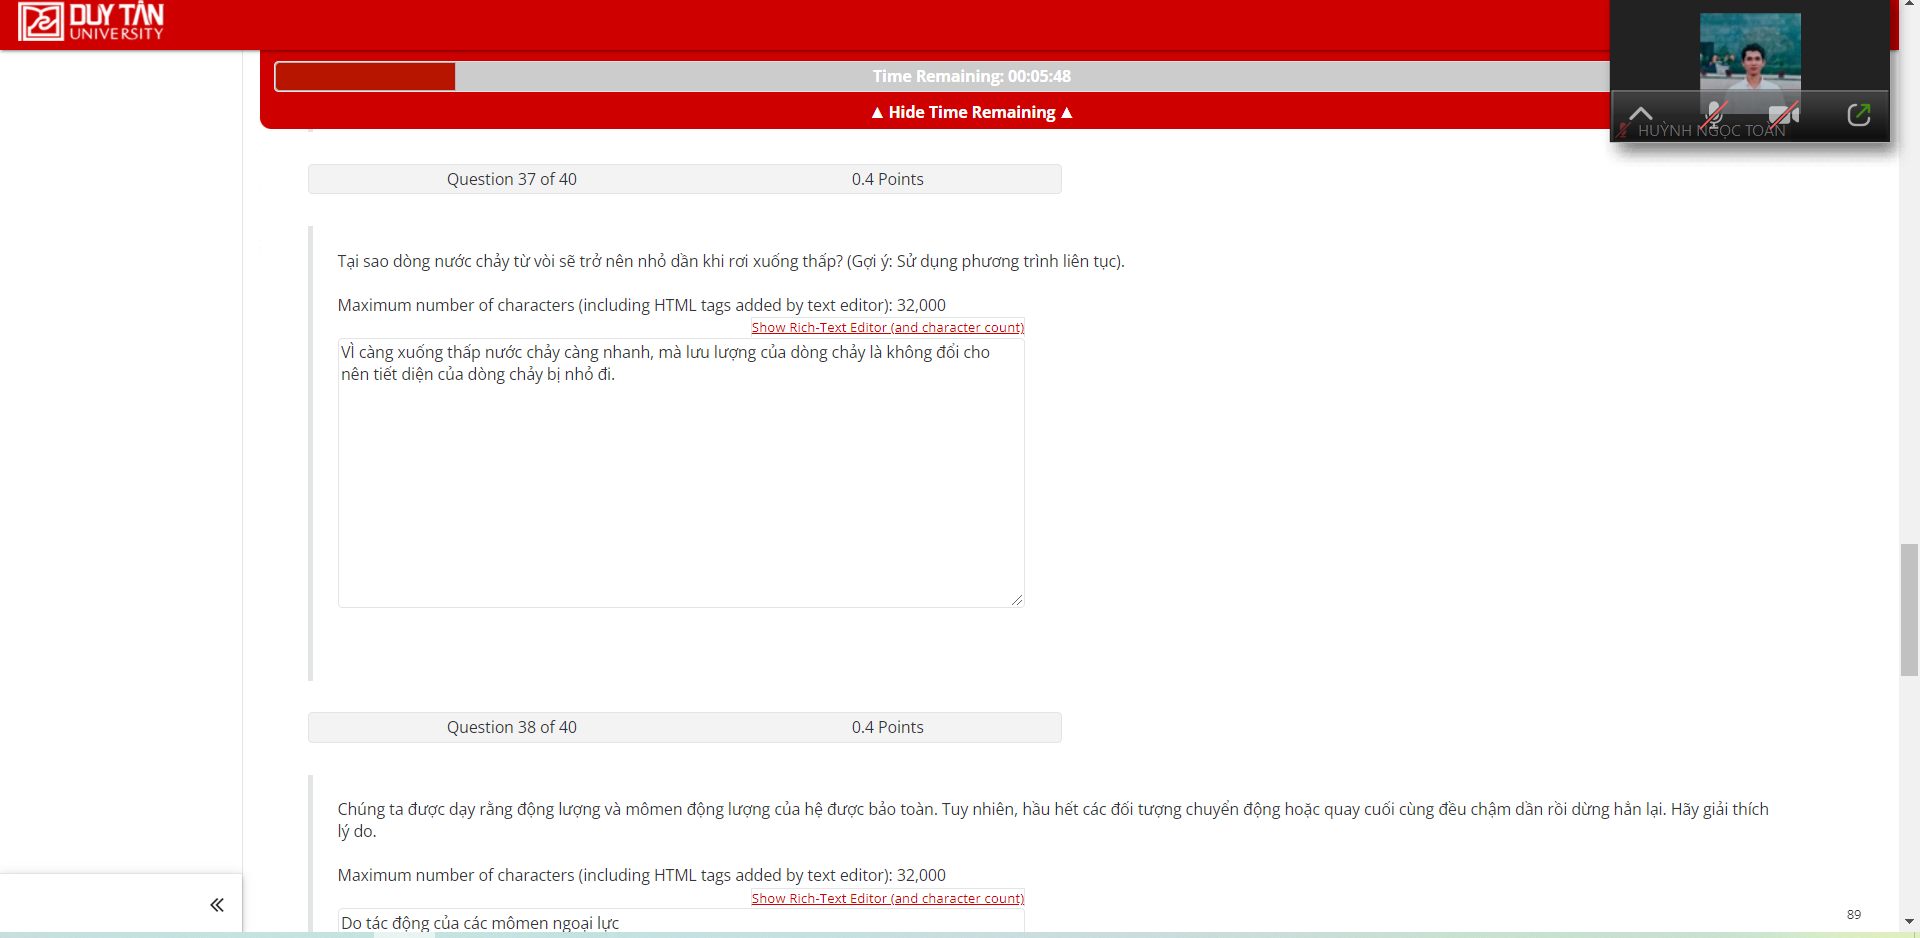 DUY TÂN
UNIVERSITY
Time Remaining: 00:05:48
▲ Hide Time Remaining ▲
HUỲNH NGỌC TOÀN
Question 37 of 40 0.4 Points
Tại sao dòng nước chảy từ vòi sẽ trở nên nhỏ dần khi rơi xuống thấp? (Gợi ý: Sử dụng phương trình liên tục).
Maximum number of characters (including HTML tags added by text editor): 32,000
Show Rich-Text Editor (and character count)
VÌ càng xuống thấp nước chảy càng nhanh, mà lưu lượng của dòng chảy là không đổi cho
nên tiết diện của dòng chảy bị nhỏ đi.
Question 38 of 40 0.4 Points
Chúng ta được dạy rằng động lượng và mômen động lượng của hệ được bảo toàn. Tuy nhiên, hầu hết các đối tượng chuyển động hoặc quay cuối cùng đều chậm dần rồi dừng hẳn lại. Hãy giải thích
lý do.
Maximum number of characters (including HTML tags added by text editor): 32,000
Show Rich-Text Editor (and character count)
Do tác động của các mômen ngoại lực
89